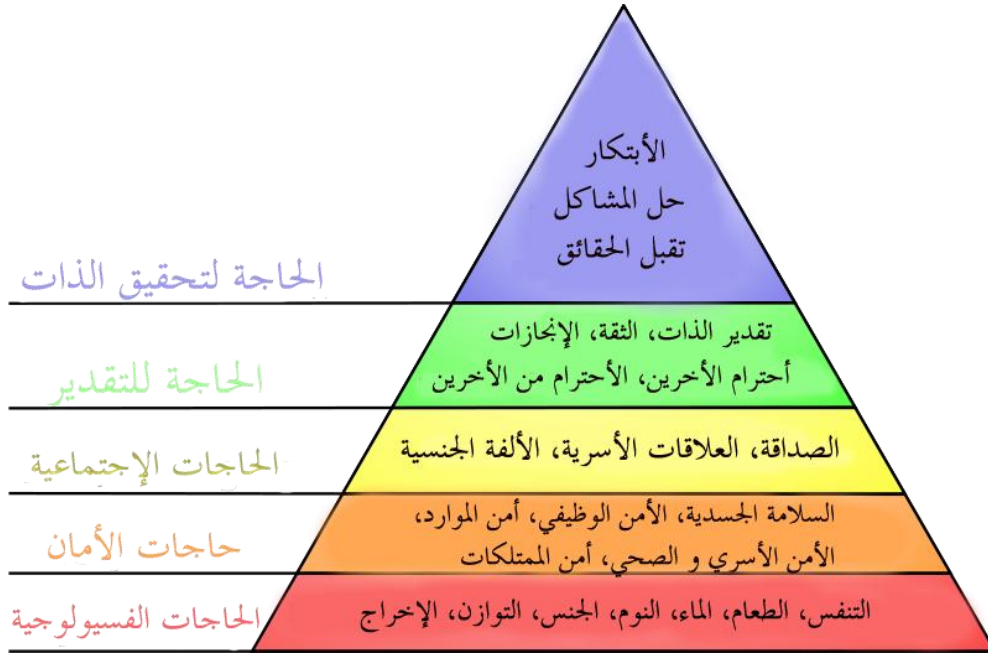 الأبتكار
حل المشاكل
تقبل الحقائق
الحاجة لتحقيق الذات
تقدير الذات، الثقة، الإنجازات
أحترام الأخرين، الأحترام من الأخرين
الحاجة للتقدير
الصداقة، العلاقات الأسرية، الألفة الجنسية
الحاجات الإجتماعية
السلامة الجسدية، الأمن الوظيفي، أمن الموارد،
الأمن الأسري و الصحي، أمن الممتلكات
حاجات الأمان
التنفس، الطعام، الماء، النوم، الجنس، التوازن، الإخراج
الحاجات الفسيولوجية